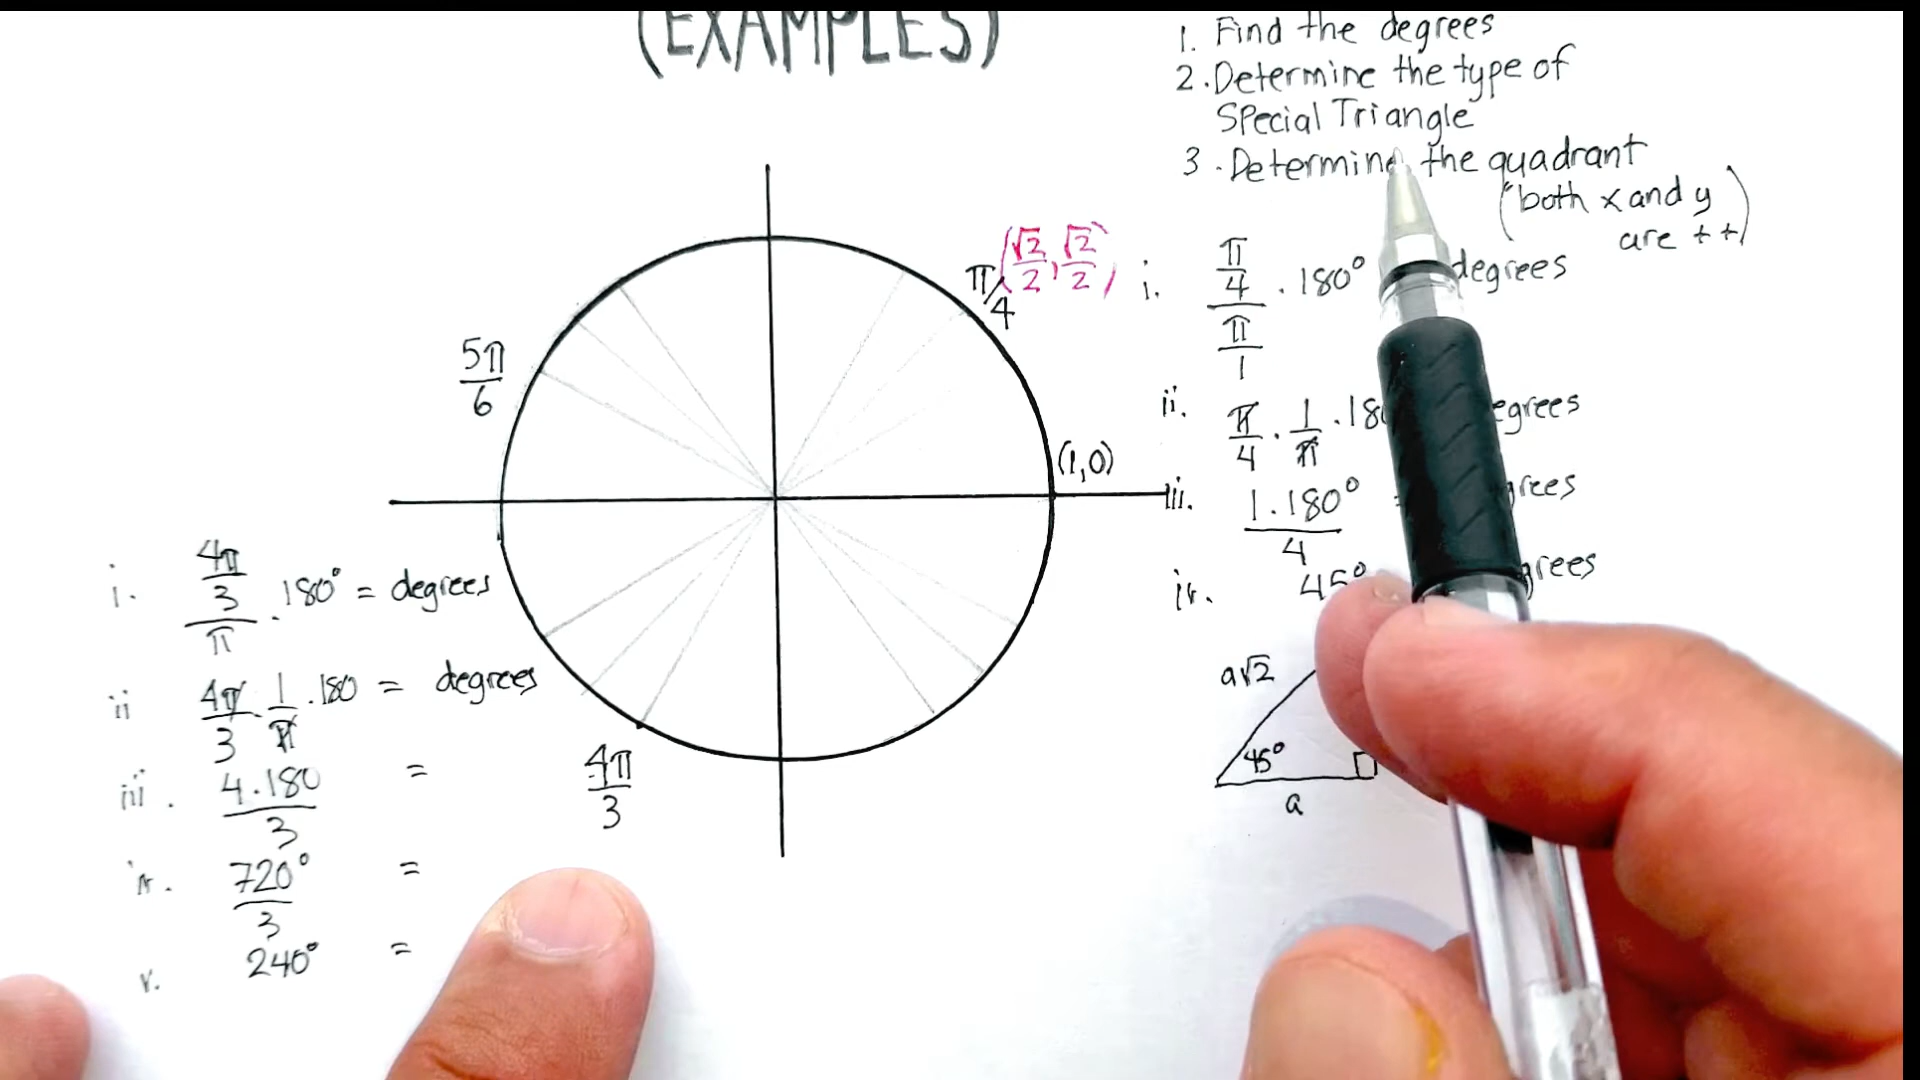 (EXAMPLES)
1. Find the degrees
2. Determine the type of
Special Triangle
3. Determine the quadrant
(both x and y
are ++)
π/4 (√2/2, √2/2)
i. π/4 / π/1 . 180° degrees
5π/6
ii. π/4 . 1/π . egrees
(1,0)
iii. 1.180°/4
iv. 45°
i. 4π/3 / π . 180° = degrees
ii 4π/3 . 1/π . 180 = degrees
iii. 4.180/3 =
4π/3
iv. 720°/3 =
v. 240° =
a√2
45°
a